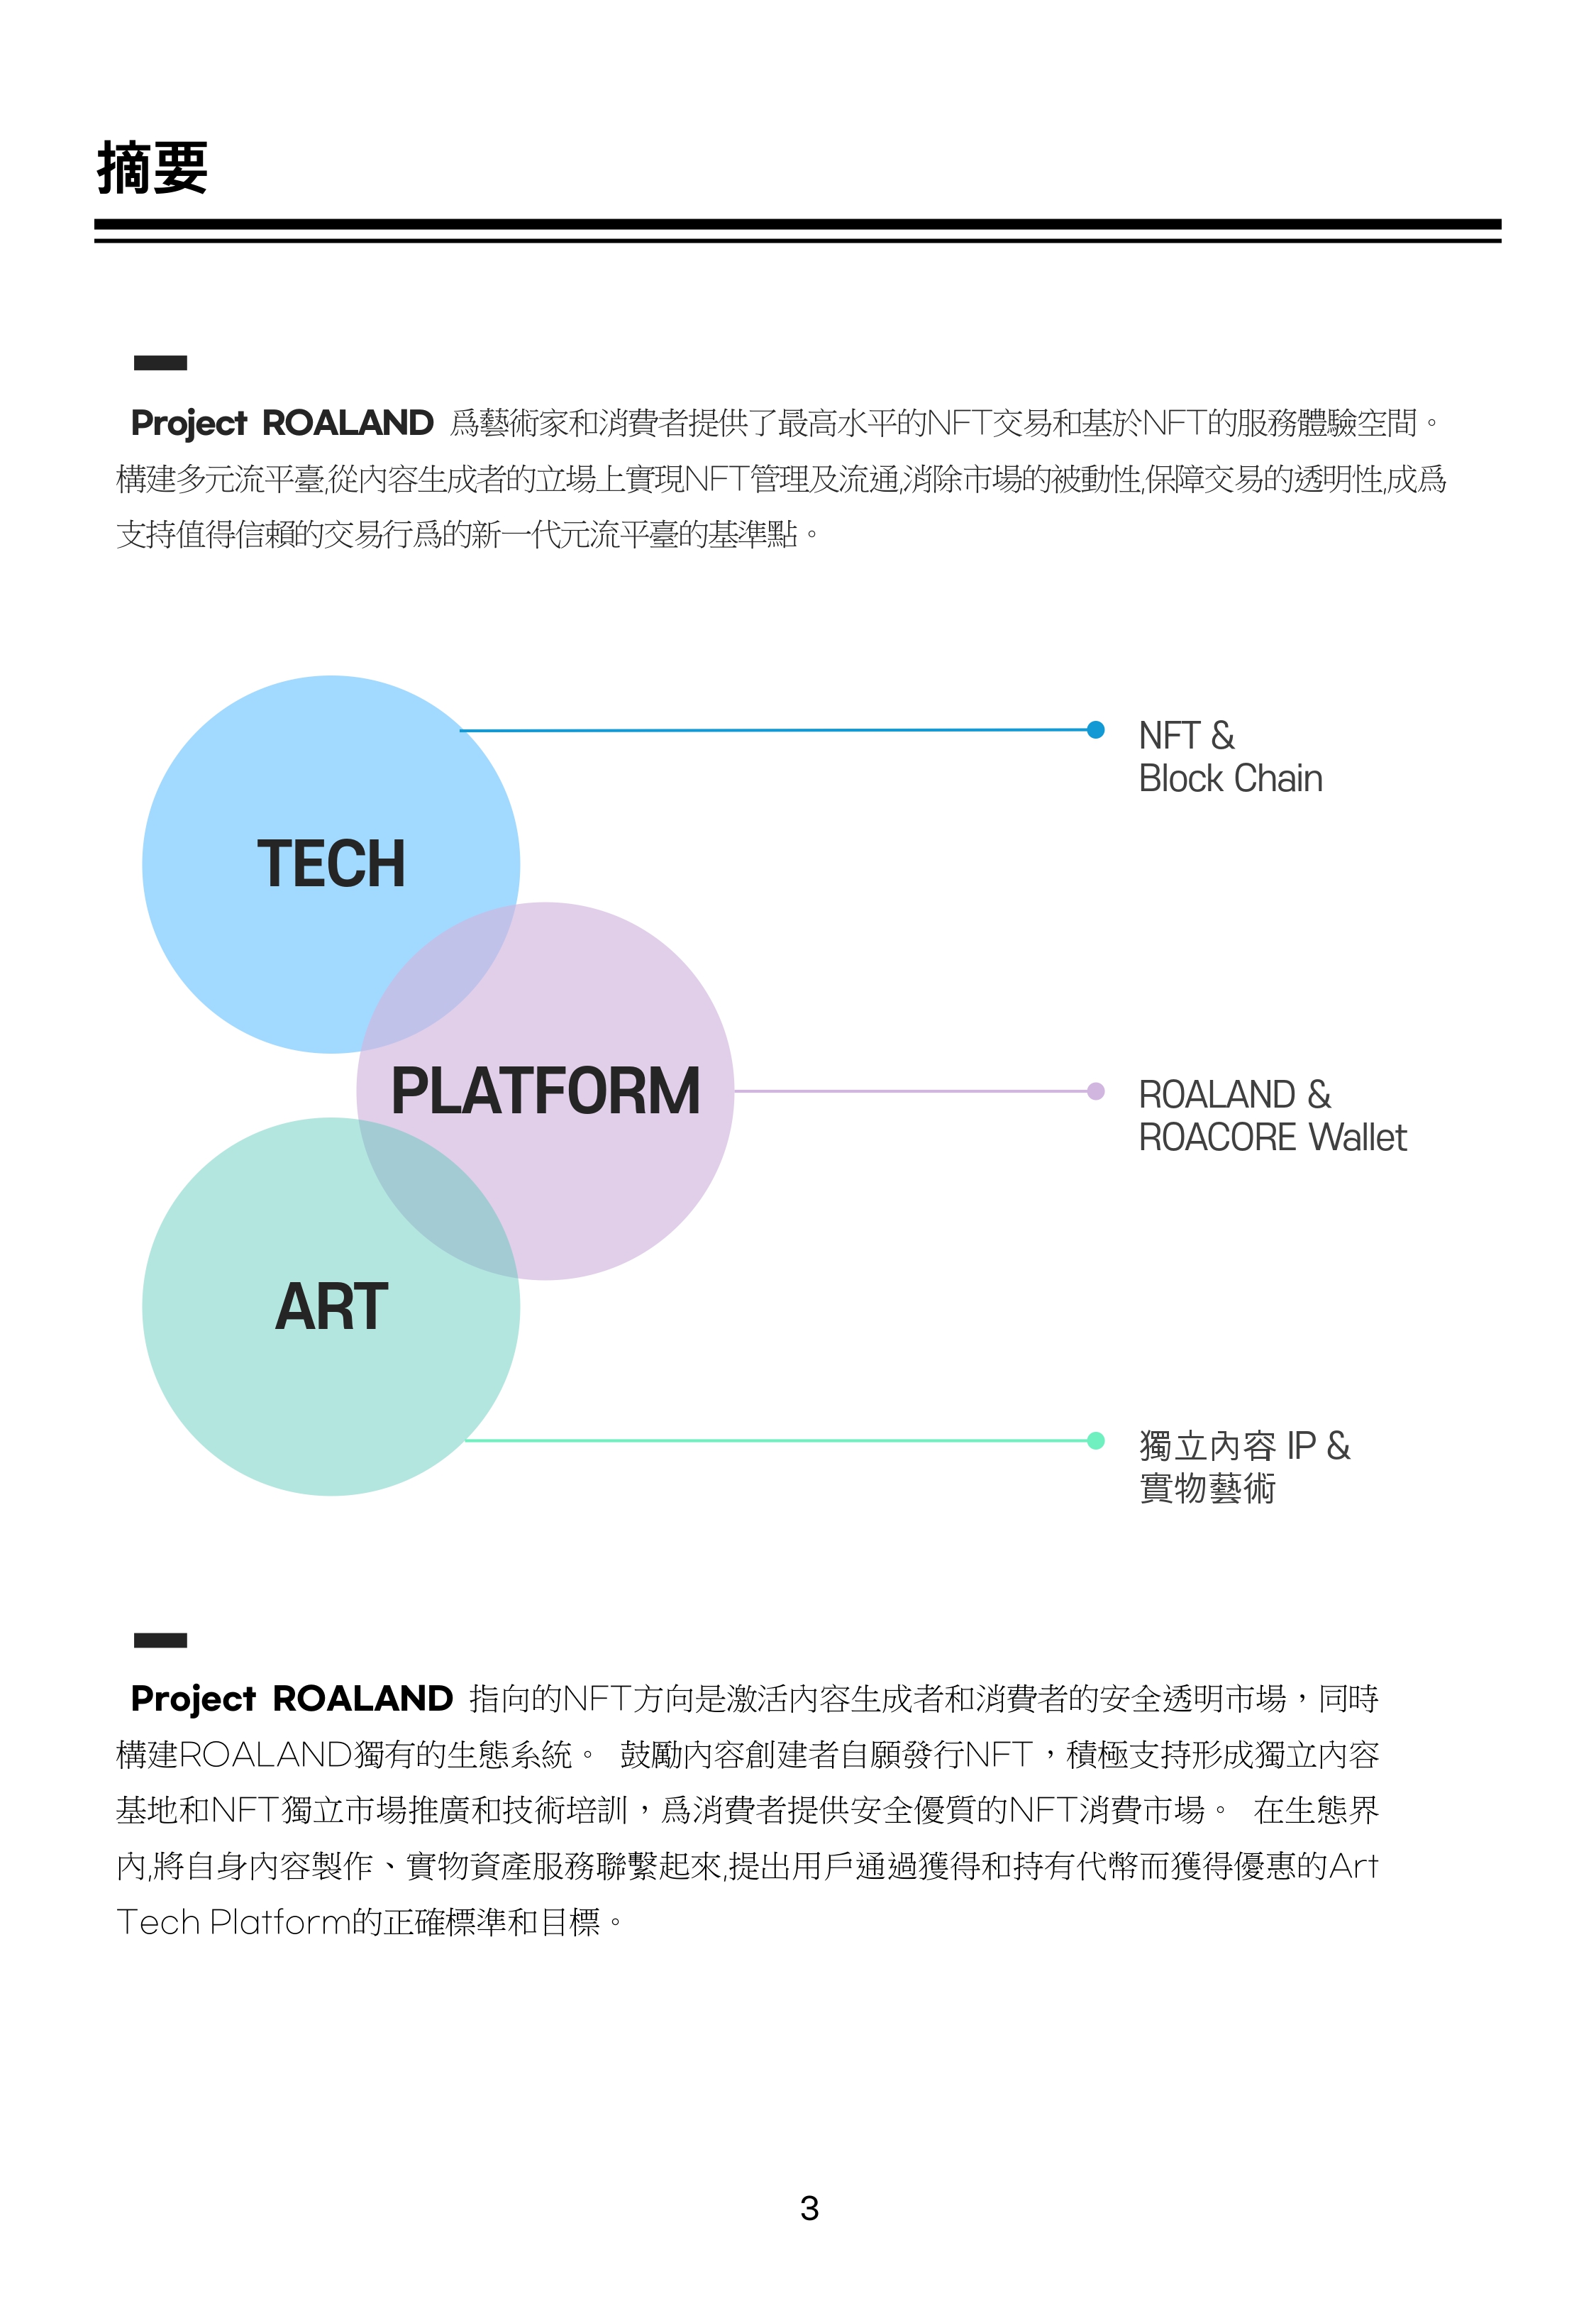 摘要
Project ROALAND 爲藝術家和消費者提供了最高水平的NFT交易和基於NFT的服務體驗空間。
構建多元流平臺,從內容生成者的立場上實現NFT管理及流通,消除市場的被動性,保障交易的透明性,成爲
支持值得信賴的交易行爲的新一代元流平臺的基準點。
TECH
NFT &
Block Chain
PLATFORM
ROALAND &
ROACORE Wallet
ART
獨立內容 IP &
實物藝術
Project ROALAND 指向的NFT方向是激活內容生成者和消費者的安全透明市場，同時
構建ROALAND獨有的生態系統。 鼓勵內容創建者自願發行NFT，積極支持形成獨立內容
基地和NFT獨立市場推廣和技術培訓，爲消費者提供安全優質的NFT消費市場。 在生態界
內,將自身內容製作、實物資產服務聯繫起來,提出用戶通過獲得和持有代幣而獲得優惠的Art
Tech Platform的正確標準和目標。
3